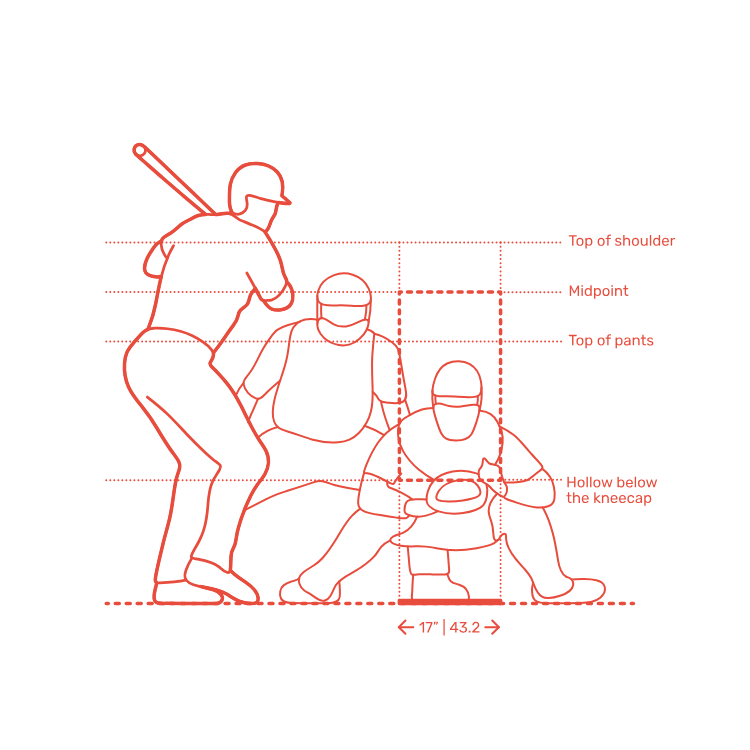 Top of shoulder
Midpoint
Top of pants
Hollow below
the kneecap
17" | 43.2